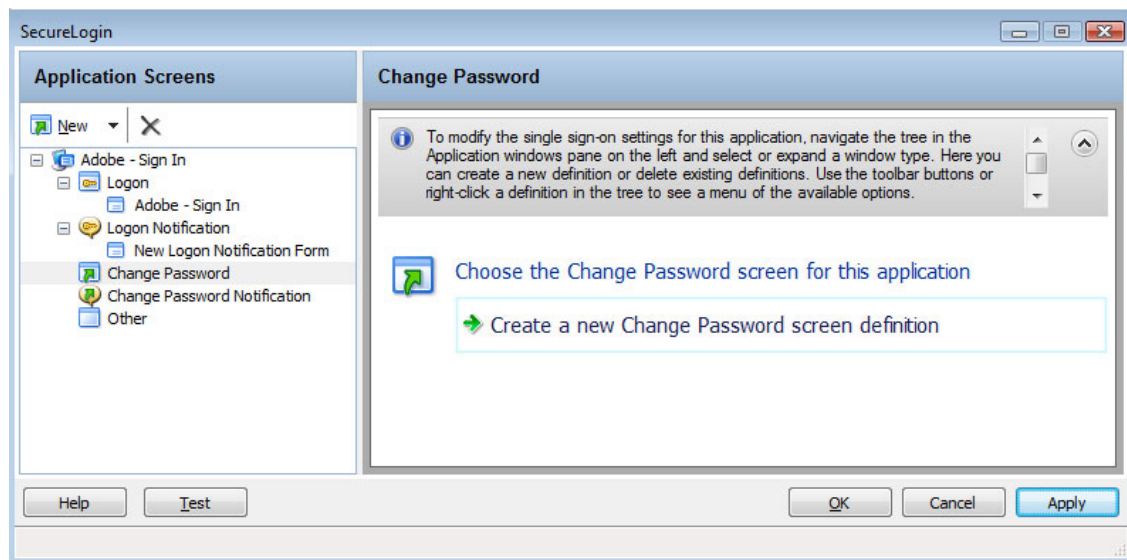 SecureLogin
Application Screens
New
Adobe - Sign In
Logon
Adobe - Sign In
Logon Notification
New Logon Notification Form
Change Password
Change Password Notification
Other
Change Password
To modify the single sign-on settings for this application, navigate the tree in the
Application windows pane on the left and select or expand a window type. Here you
can create a new definition or delete existing definitions. Use the toolbar buttons or
right-click a definition in the tree to see a menu of the available options.
Choose the Change Password screen for this application
Create a new Change Password screen definition
Help
Test
OK
Cancel
Apply